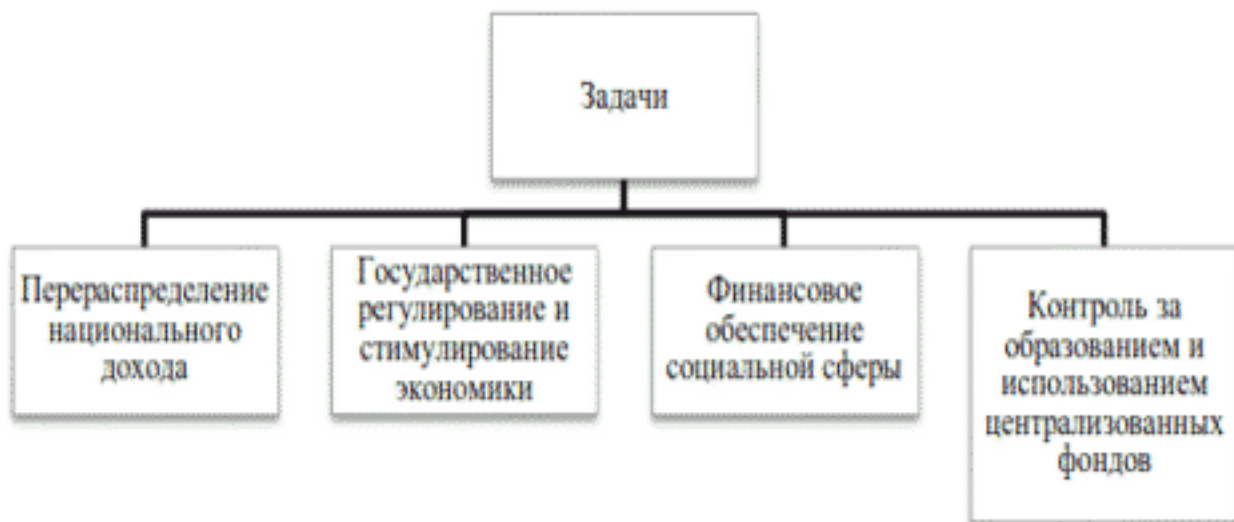 Задачи
Перераспределение
национального
дохода
Государственное
регулирование и
стимулирование
экономики
Финансовое
обеспечение
социальной сферы
Контроль за
образованием и
использованием
централизованных
фондов